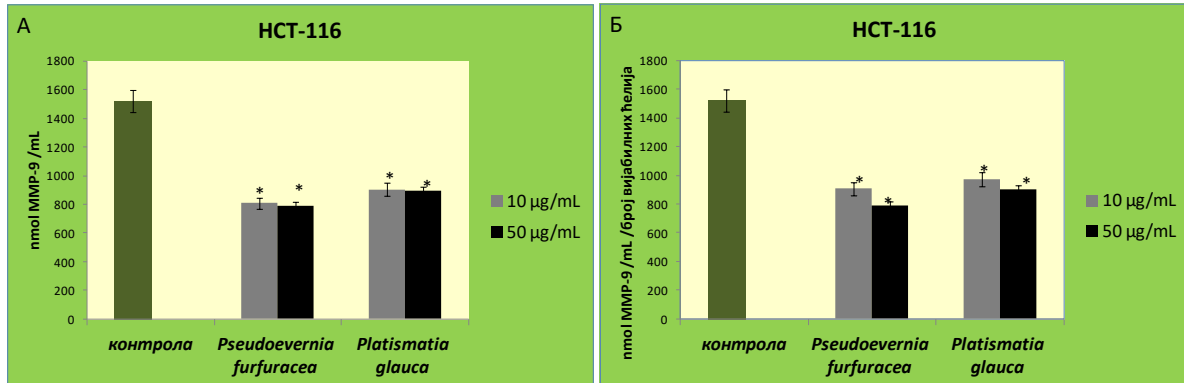 А
HCT-116
nmol MMP-9 /mL
1800
1600
1400
1200
1000
800
600
400
200
0
* * * *
контрола
Pseudoevernia
furfuracea
Platismatia
glauca
10 µg/mL
50 µg/mL
Б
HCT-116
nmol MMP-9 /mL /број вијабилних ћелија
1800
1600
1400
1200
1000
800
600
400
200
0
* * * *
контрола
Pseudoevernia
furfuracea
Platismatia
glauca
10 µg/mL
50 µg/mL